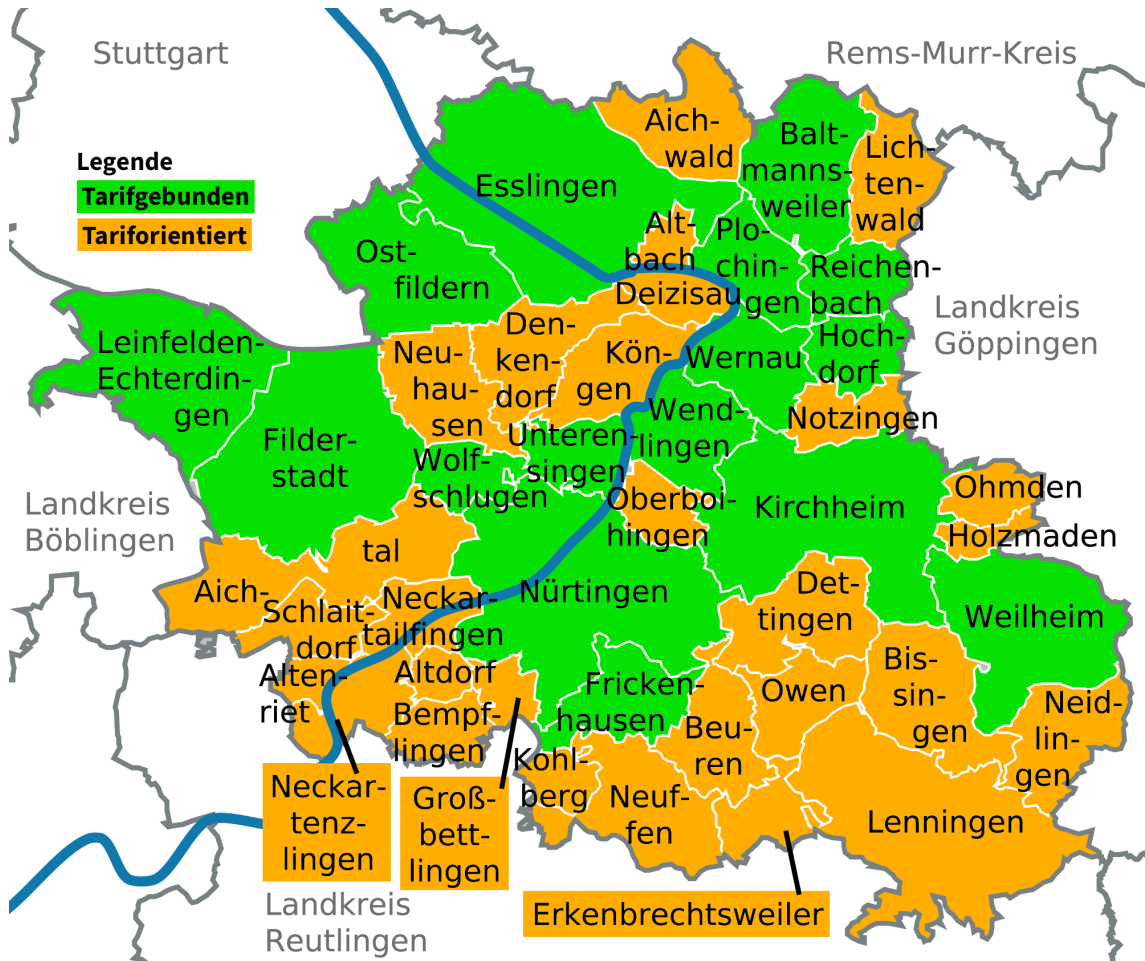 Stuttgart
Rems-Murr-Kreis
Legende
Tarifgebunden
Tariforientiert
Aich-
wald
Balt-
manns-
weiler
Lich-
ten-
wald
Esslingen
Alt-
bach
Plo-
chin-
gen
Reichen-
bach
Ost-
fildern
Deizisau
Landkreis
Göppingen
Leinfelden-
Echterdin-
gen
Neu-
hau-
sen
Den-
ken-
dorf
Kön-
gen
Wernau
Hoch-
dorf
Notzingen
Filder-
stadt
Wolf-
schlugen
Unteren-
singen
Wend-
lingen
Oberboi-
hingen
Kirchheim
Ohmden
Holzmaden
Landkreis
Böblingen
Aich-
tal
Schlait-
dorf
Neckar-
tailfingen
Nürtingen
Det-
tingen
Weilheim
Alten-
riet
Altdorf
Bempf-
lingen
Fricken-
hausen
Beu-
ren
Owen
Bis-
sin-
gen
Neid-
lin-
gen
Neckar-
tenz-
lingen
Groß-
bett-
lingen
Kohl-
berg
Neuf-
fen
Lenningen
Erkenbrechtsweiler
Landkreis
Reutlingen